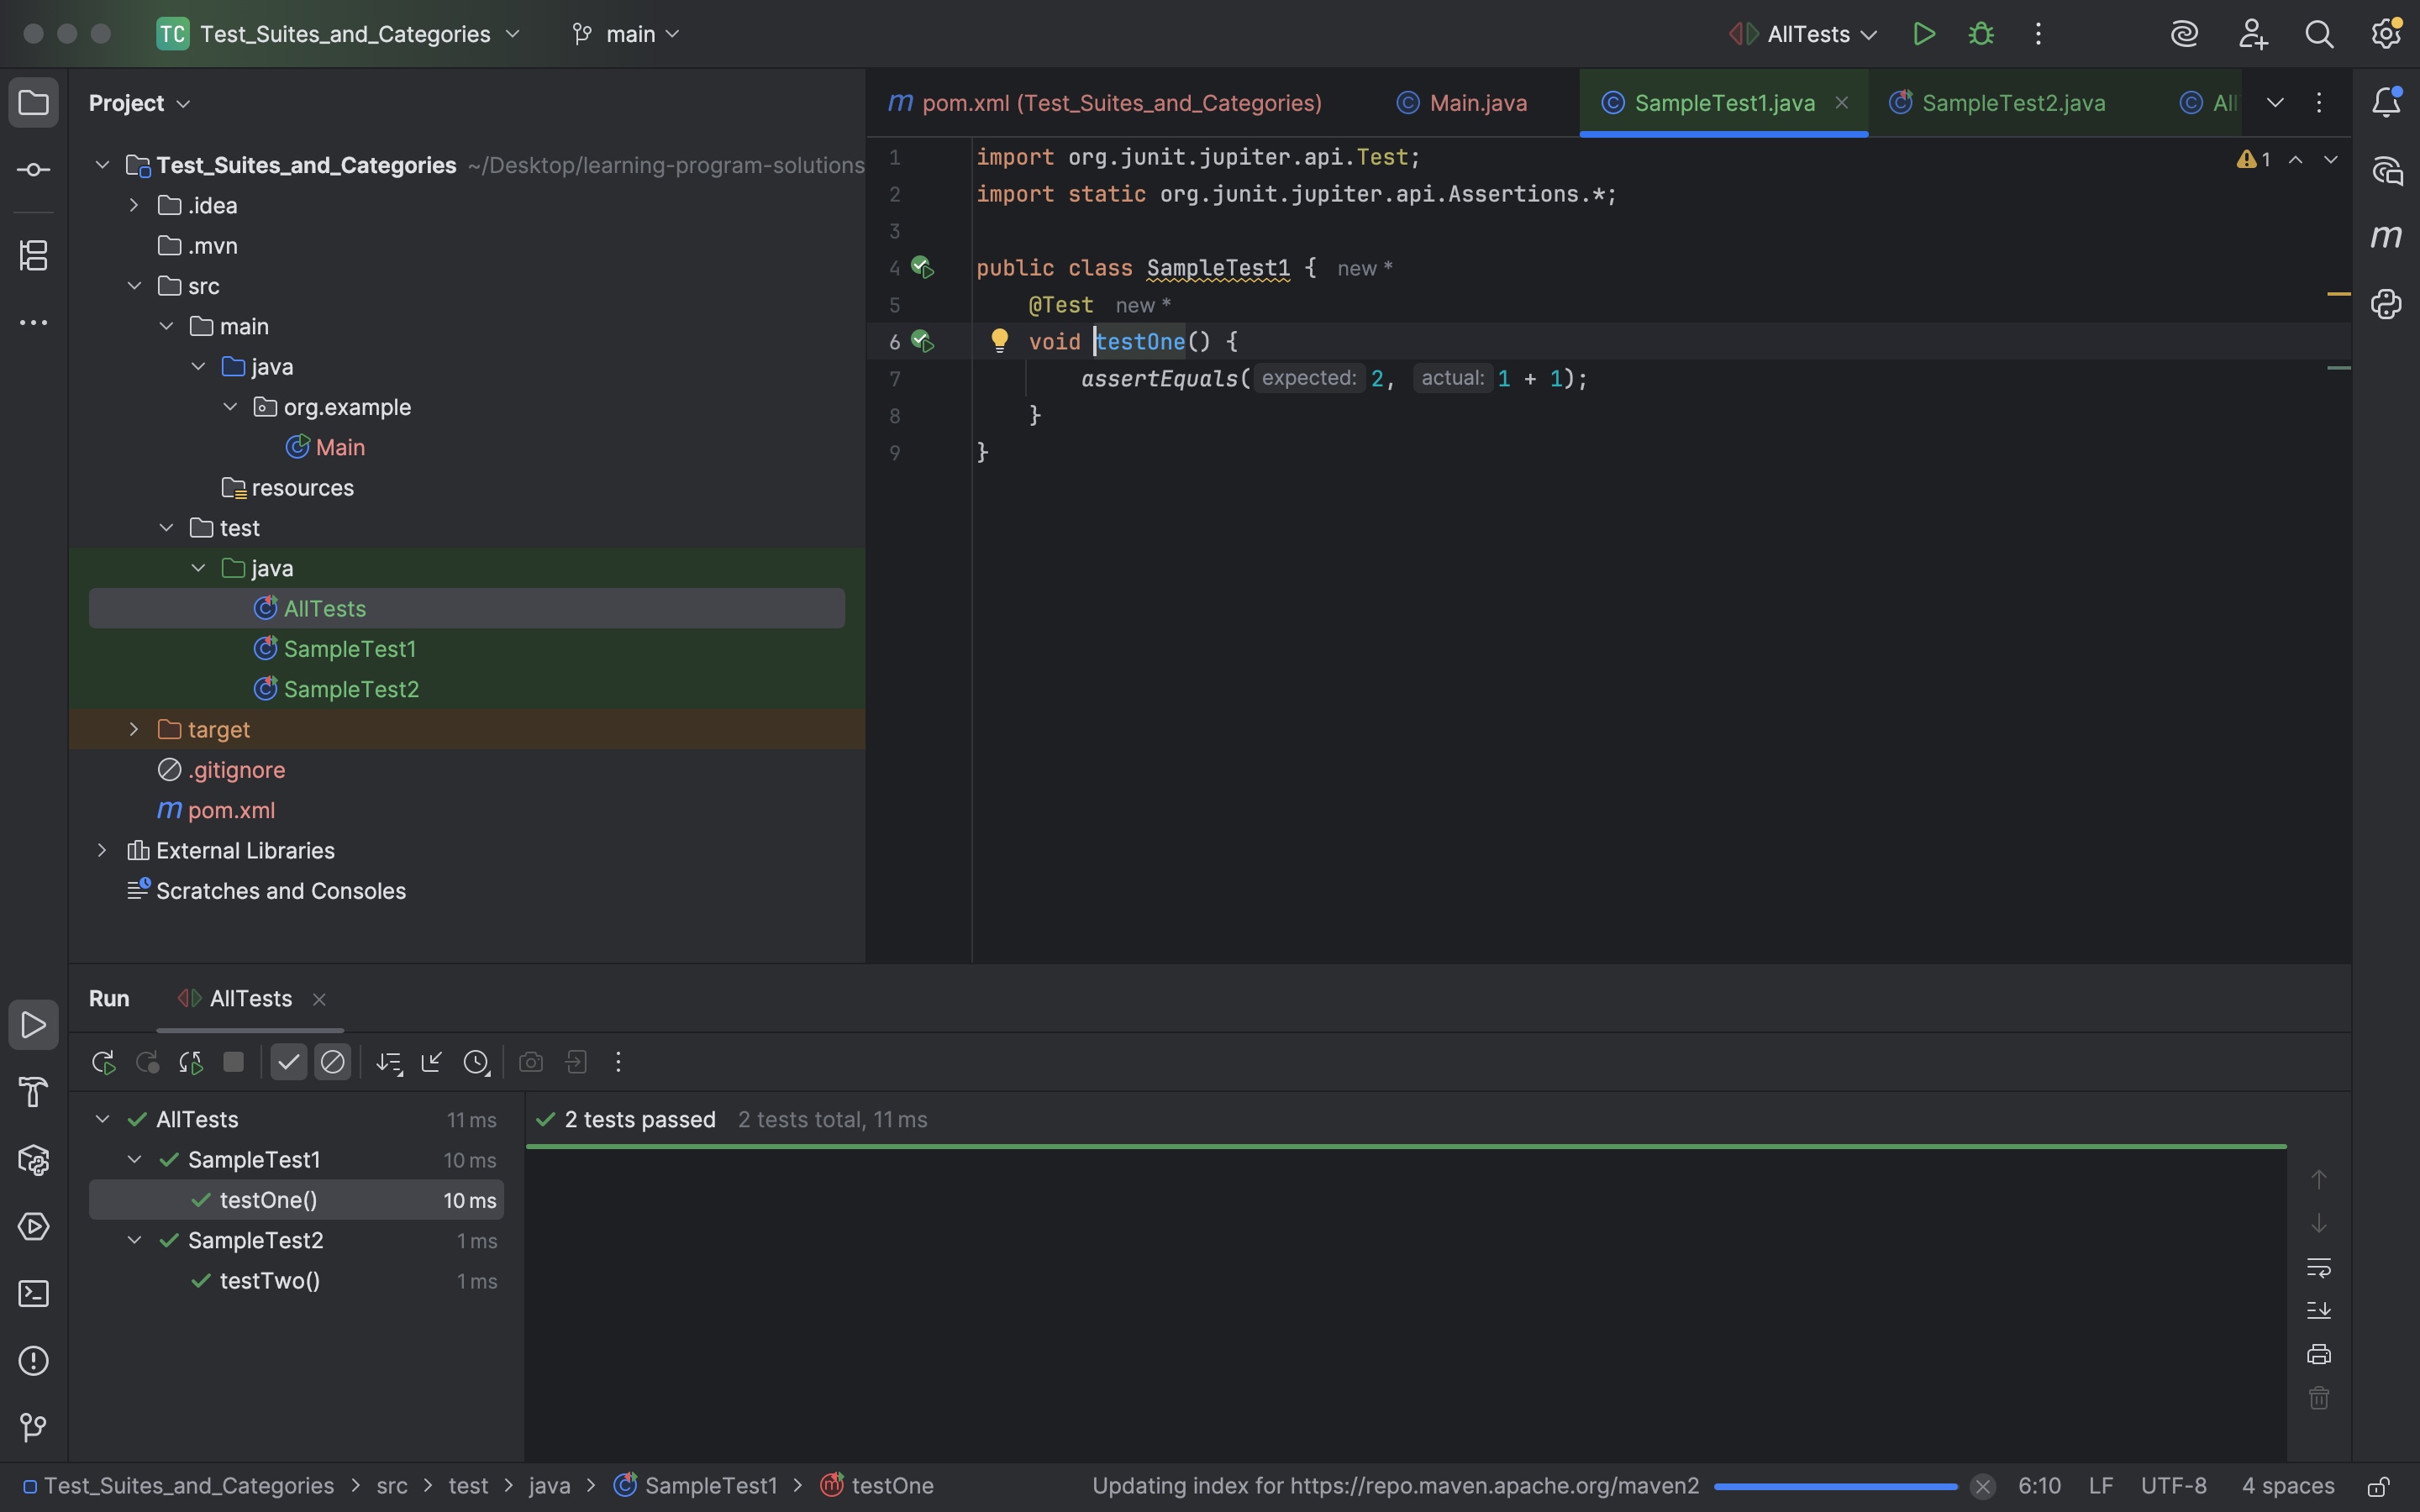 TC Test_Suites_and_Categories main AllTests
Project
pom.xml (Test_Suites_and_Categories) Main.java SampleTest1.java SampleTest2.java All
Test_Suites_and_Categories ~/Desktop/learning-program-solutions
.idea
.mvn
src
main
java
org.example
Main
resources
test
java
AllTests
SampleTest1
SampleTest2
target
.gitignore
pom.xml
External Libraries
Scratches and Consoles
1 import org.junit.jupiter.api.Test;
2 import static org.junit.jupiter.api.Assertions.*;
3
4 public class SampleTest1 { new *
5 @Test new *
6 void testOne() {
7 assertEquals( expected: 2, actual: 1 + 1);
8 }
9 }
1
Run AllTests
AllTests 11 ms
SampleTest1 10 ms
testOne() 10 ms
SampleTest2 1 ms
testTwo() 1 ms
2 tests passed 2 tests total, 11 ms
Test_Suites_and_Categories > src > test > java > SampleTest1 > testOne Updating index for https://repo.maven.apache.org/maven2 6:10 LF UTF-8 4 spaces